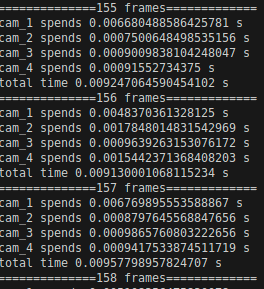 ==============155 frames=============
cam_1 spends 0.006680488586425781 s
cam_2 spends 0.0007500648498535156 s
cam_3 spends 0.0009009838104248047 s
cam_4 spends 0.00091552734375 s
total time 0.009247064590454102 s
==============156 frames=============
cam_1 spends 0.0048370361328125 s
cam_2 spends 0.0017848014831542969 s
cam_3 spends 0.0009639263153076172 s
cam_4 spends 0.0015442371368408203 s
total time 0.009130001068115234 s
==============157 frames=============
cam_1 spends 0.006769895553588867 s
cam_2 spends 0.0008797645568847656 s
cam_3 spends 0.0009865760803222656 s
cam_4 spends 0.0009417533874511719 s
total time 0.00957798957824707 s
==============158 frames=============